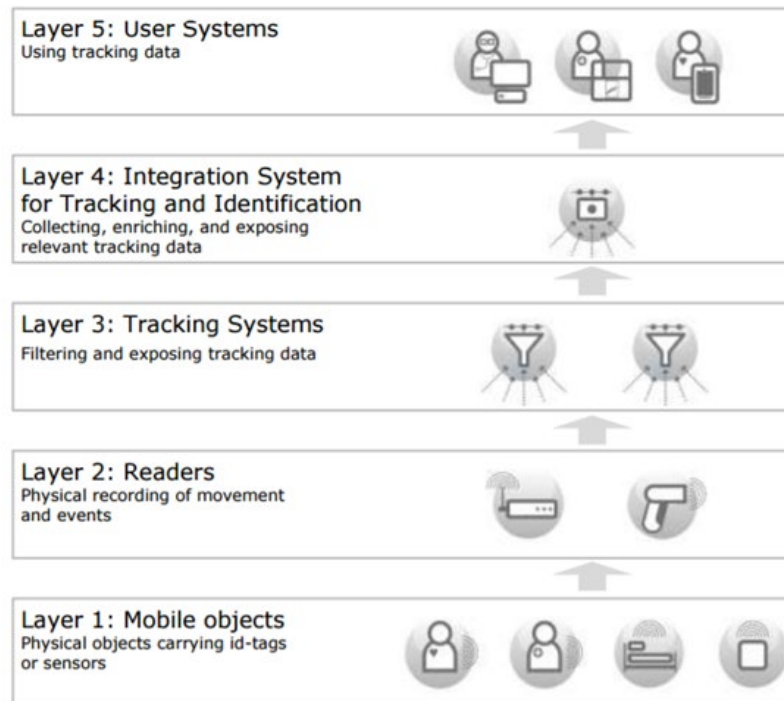 Layer 5: User Systems
Using tracking data
Layer 4: Integration System
for Tracking and Identification
Collecting, enriching, and exposing
relevant tracking data
Layer 3: Tracking Systems
Filtering and exposing tracking data
Layer 2: Readers
Physical recording of movement
and events
Layer 1: Mobile objects
Physical objects carrying id-tags
or sensors